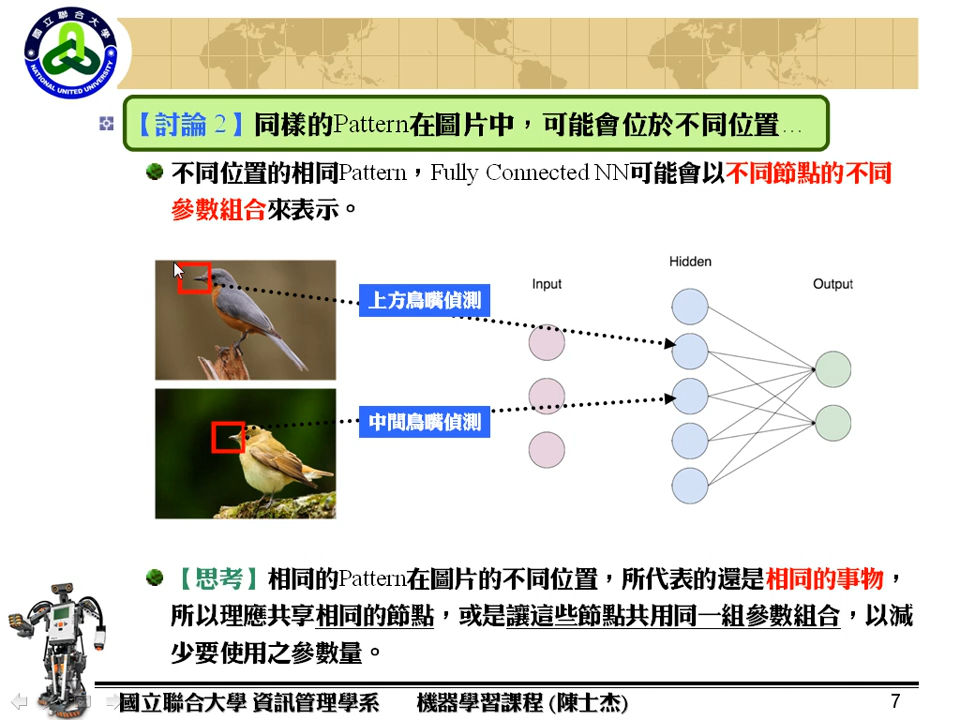 國立聯合大學
NATIONAL UNITED UNIVERSITY
【討論 2】同樣的Pattern在圖片中，可能會位於不同位置…
不同位置的相同Pattern，Fully Connected NN可能會以不同節點的不同
參數組合來表示。
Hidden
Input
Output
上方鳥嘴偵測
中間鳥嘴偵測
【思考】相同的Pattern在圖片的不同位置，所代表的還是相同的事物，
所以理應共享相同的節點，或是讓這些節點共用同一組參數組合，以減
少要使用之參數量。
國立聯合大學 資訊管理學系 機器學習課程 (陳士杰)
7